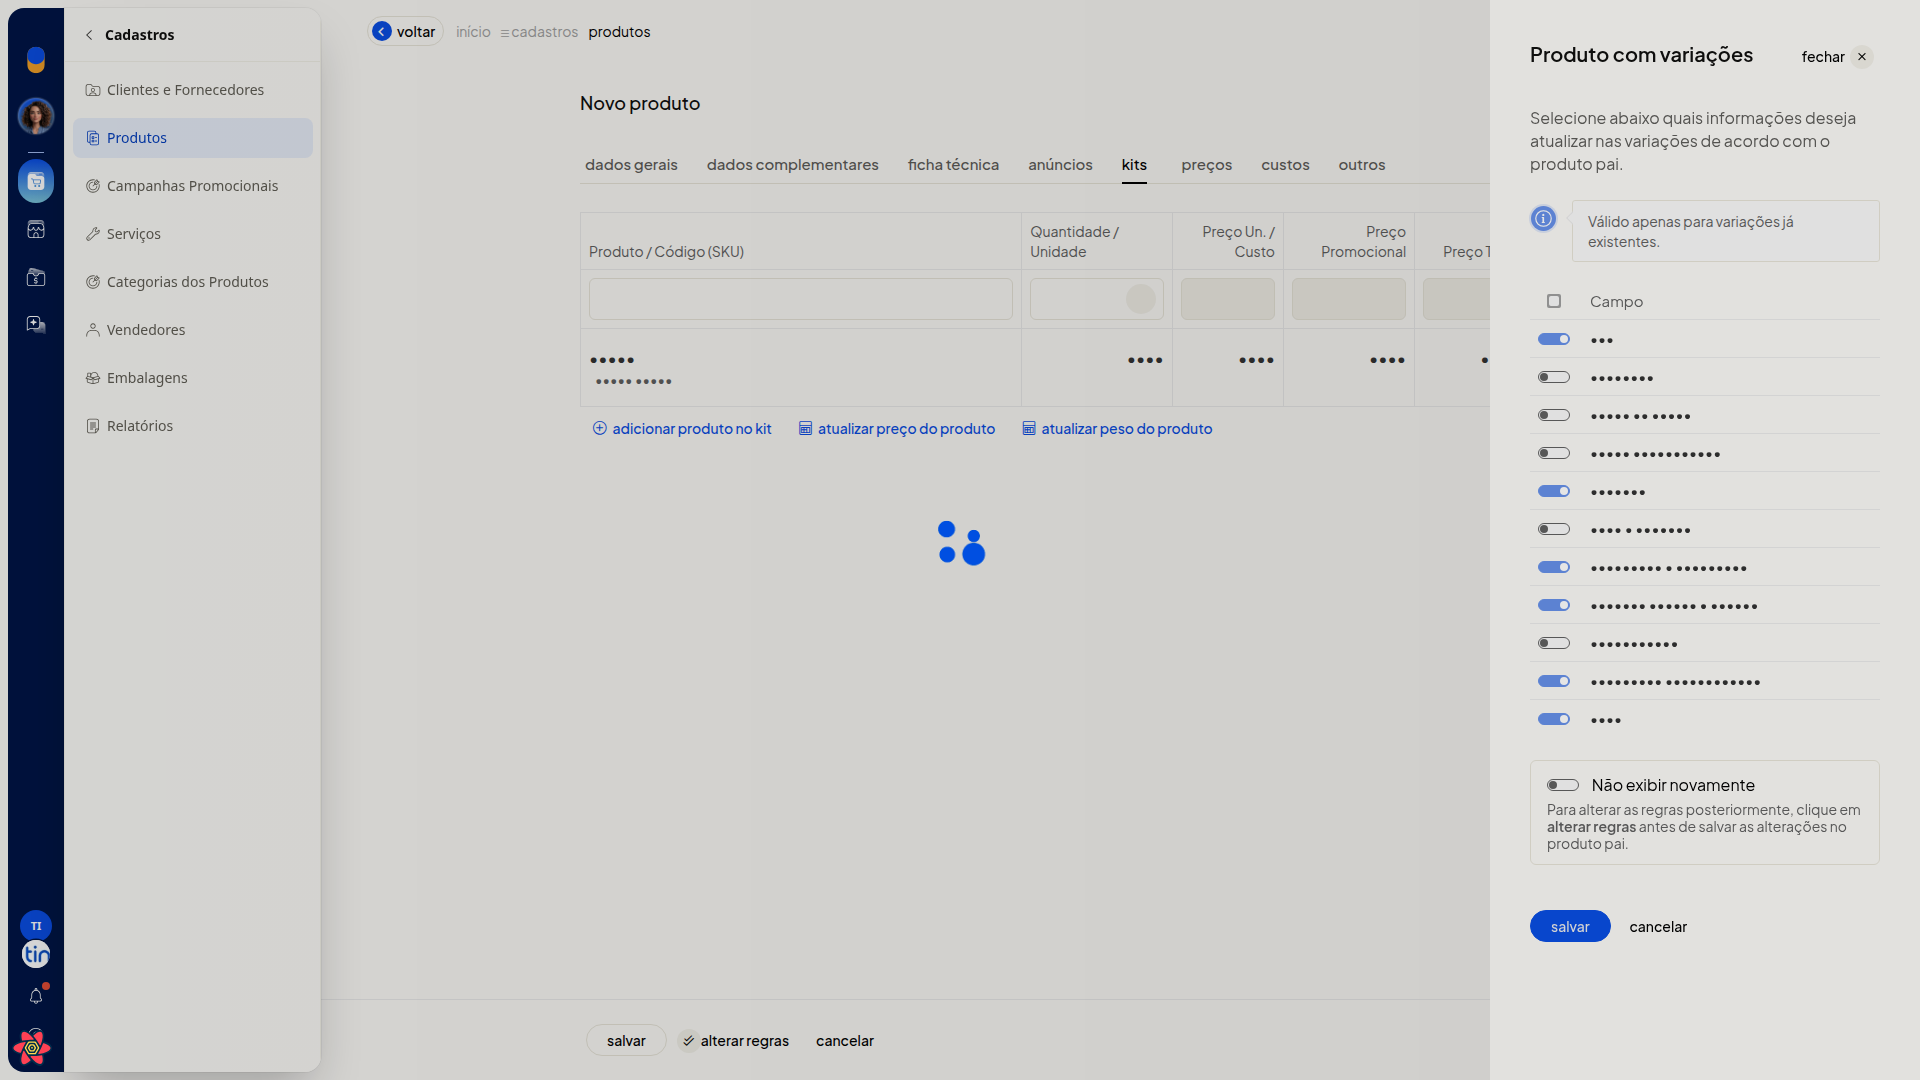 Cadastros
Clientes e Fornecedores
Produtos
Campanhas Promocionais
Serviços
Categorias dos Produtos
Vendedores
Embalagens
Relatórios
TI
tin
voltar início cadastros produtos
Novo produto
dados gerais dados complementares ficha técnica anúncios kits preços custos outros
Produto / Código (SKU)
Quantidade /
Unidade
Preço Un. /
Custo
Preço
Promocional
Preço T
••••• •••• •••• •••• •
••••• •••••
adicionar produto no kit atualizar preço do produto atualizar peso do produto
salvar alterar regras cancelar
Produto com variações
fechar
Selecione abaixo quais informações deseja
atualizar nas variações de acordo com o
produto pai.
Válido apenas para variações já
existentes.
Campo
•••
••••••••
••••• •• •••••
••••• •••••••••••
•••••••
•••• • •••••••
••••••••• • •••••••••
••••••• •••••• • ••••••
•••••••••••
••••••••• ••••••••••••
••••
Não exibir novamente
Para alterar as regras posteriormente, clique em
alterar regras antes de salvar as alterações no
produto pai.
salvar cancelar